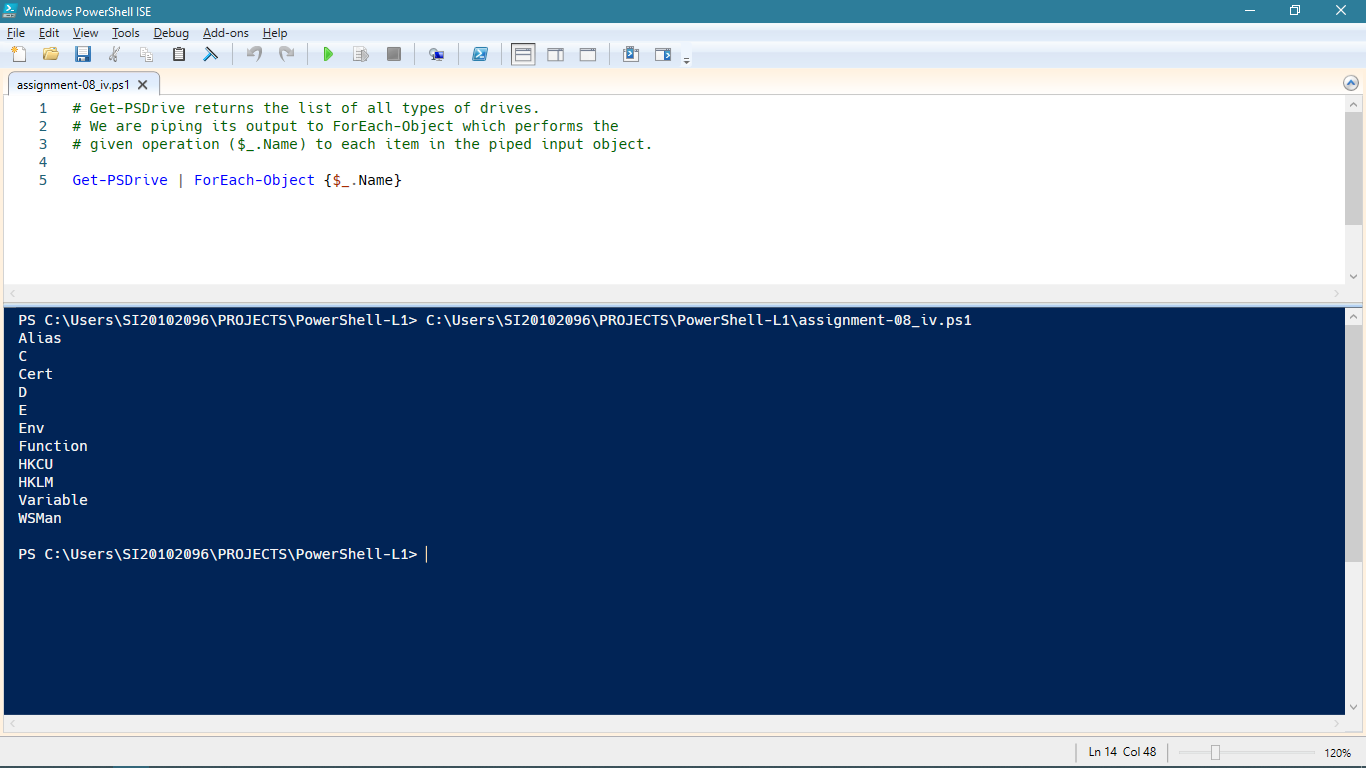 Windows PowerShell ISE
File Edit View Tools Debug Add-ons Help
assignment-08_iv.ps1
1 # Get-PSDrive returns the list of all types of drives.
2 # We are piping its output to ForEach-Object which performs the
3 # given operation ($_.Name) to each item in the piped input object.
4
5 Get-PSDrive | ForEach-Object {$_.Name}
PS C:\Users\SI20102096\PROJECTS\PowerShell-L1> C:\Users\SI20102096\PROJECTS\PowerShell-L1\assignment-08_iv.ps1
Alias
C
Cert
D
E
Env
Function
HKCU
HKLM
Variable
WSMan
PS C:\Users\SI20102096\PROJECTS\PowerShell-L1>
Ln 14 Col 48 120%